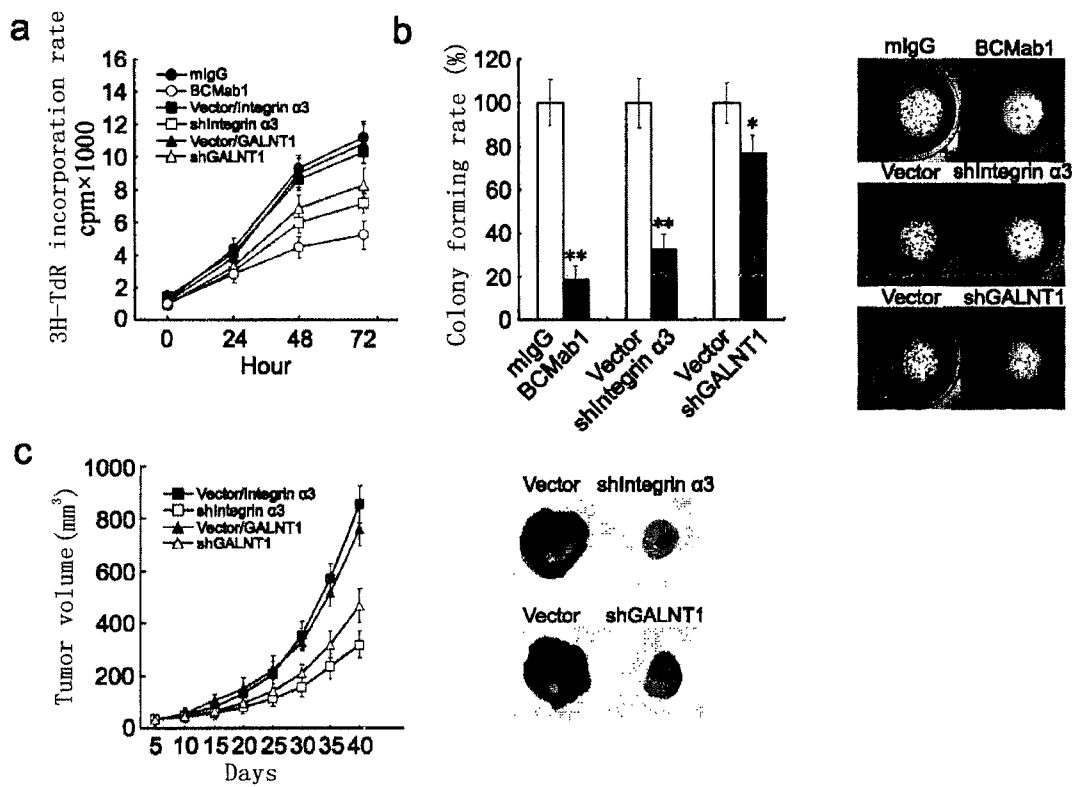 a
3H-TdR incorporation rate
cpm×1000
16
14
12
10
8
6
4
2
0
mIgG
BCMab1
Vector/Integrin α3
shIntegrin α3
Vector/GALNT1
shGALNT1
0 24 48 72
Hour
b
Colony forming rate (%)
120
100
80
60
40
20
0
**
**
*
mIgG
BCMab1
Vector
shIntegrin α3
Vector
shGALNT1
mIgG BCMab1
Vector shIntegrin α3
Vector shGALNT1
c
Tumor volume(mm³)
1000
800
600
400
200
0
Vector/Integrin α3
shIntegrin α3
Vector/GALNT1
shGALNT1
5 10 15 20 25 30 35 40
Days
Vector shIntegrin α3
Vector shGALNT1